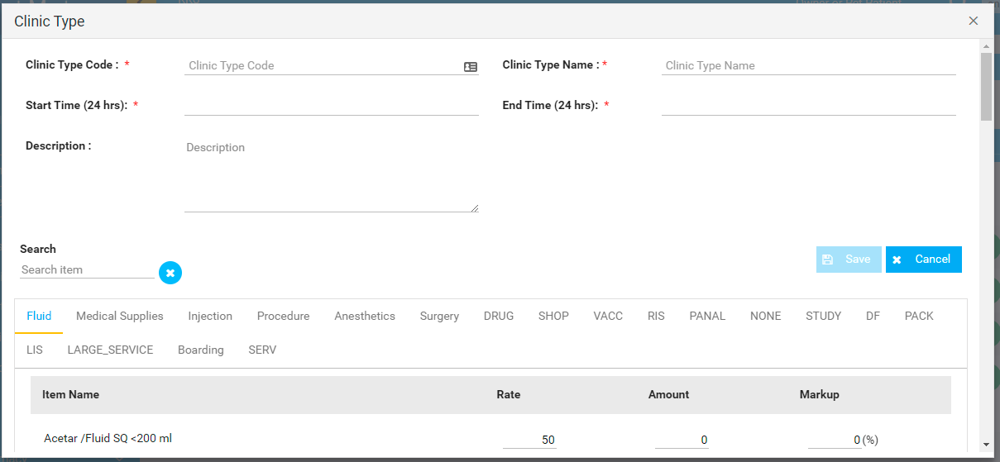 Clinic Type
Clinic Type Code : * Clinic Type Code Clinic Type Name : * Clinic Type Name
Start Time (24 hrs): * End Time (24 hrs): *
Description : Description
Search
Search item Save Cancel
Fluid Medical Supplies Injection Procedure Anesthetics Surgery DRUG SHOP VACC RIS PANAL NONE STUDY DF PACK
LIS LARGE_SERVICE Boarding SERV
Item Name Rate Amount Markup
Acetar /Fluid SQ <200 ml 50 0 0 (%)